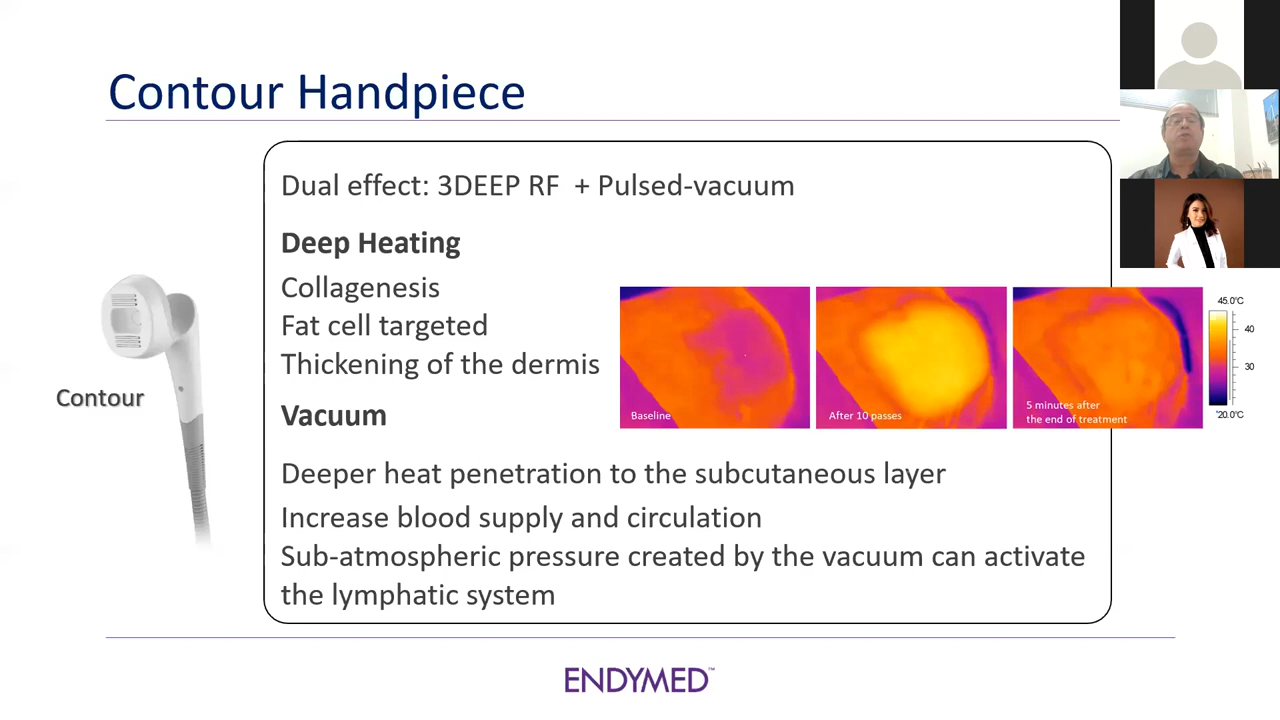 Contour Handpiece
Dual effect: 3DEEP RF + Pulsed-vacuum
Deep Heating
Collagenesis
Fat cell targeted
Thickening of the dermis
Contour
Vacuum
Baseline
After 10 passes
5 minutes after
the end of treatment
45.0°C
40
30
20.0°C
Deeper heat penetration to the subcutaneous layer
Increase blood supply and circulation
Sub-atmospheric pressure created by the vacuum can activate
the lymphatic system
ENDYMED™